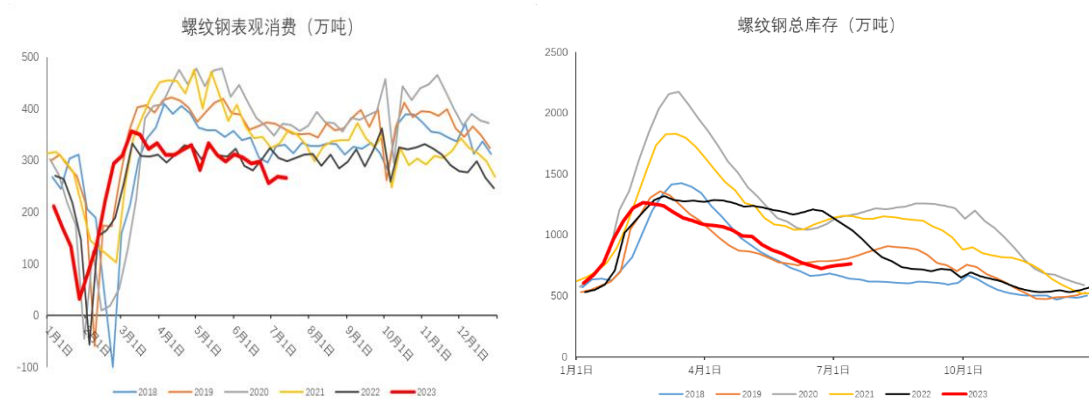 螺纹钢表观消费（万吨）
500
400
300
200
100
0
-100
1月1日
2月1日
3月1日
4月1日
5月1日
6月1日
7月1日
8月1日
9月1日
10月1日
11月1日
12月1日
2018 2019 2020 2021 2022 2023
螺纹钢总库存（万吨）
2500
2000
1500
1000
500
0
1月1日 4月1日 7月1日 10月1日
2018 2019 2020 2021 2022 2023